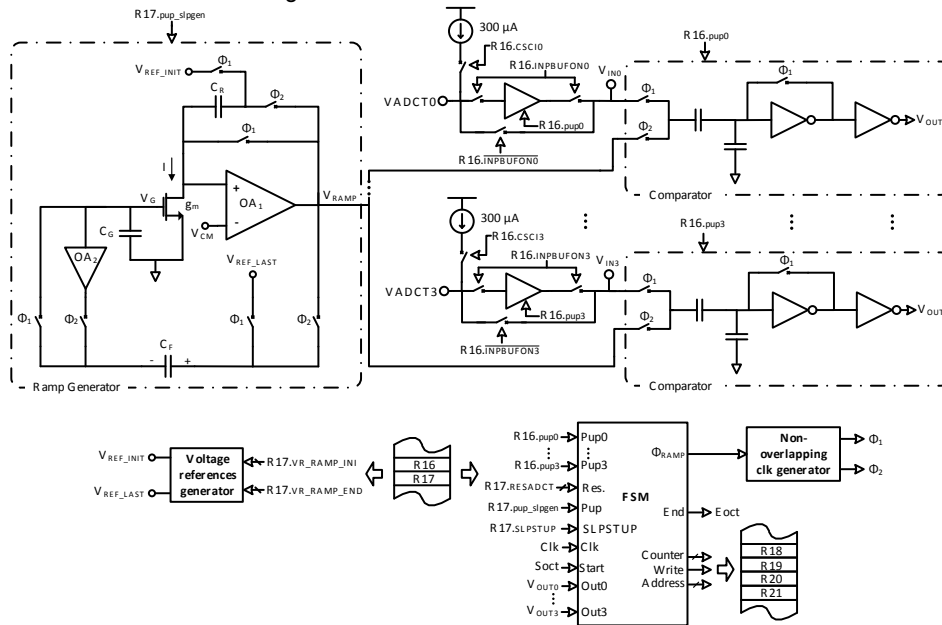 R17.pup_slpgen
Φ1
VREF_INIT
CR
Φ2
Φ1
I
VG
gm
+
OA1
-
VCM
VRAMP
CG
OA2
VREF_LAST
Φ1
Φ2
Φ1
Φ2
CF
-
+
Ramp Generator
300 µA
R16.CSCI0
R16.INPBUFON0
VADCT0
R16.pup0
R16.INPBUFON0
VIN0
R16.pup0
Φ1
Φ2
Φ1
VOUT
Comparator
300 µA
R16.CSCI3
R16.INPBUFON3
VADCT3
R16.pup3
R16.INPBUFON3
VIN3
R16.pup3
Φ1
Φ2
Φ1
VOUT
Comparator
VREF_INIT
VREF_LAST
Voltage
references
generator
R17.VR_RAMP_INI
R17.VR_RAMP_END
R16
R17
R16.pup0
R16.pup3
R17.RESADCT
R17.pup_slpgen
R17.SLPSTUP
Clk
Soct
VOUT0
VOUT3
Pup0
Pup3
Res.
Pup
SLPSTUP
Clk
Start
Out0
Out3
FSM
ΦRAMP
End
Counter
Write
Address
Eoct
Non-
overlapping
clk generator
Φ1
Φ2
R18
R19
R20
R21